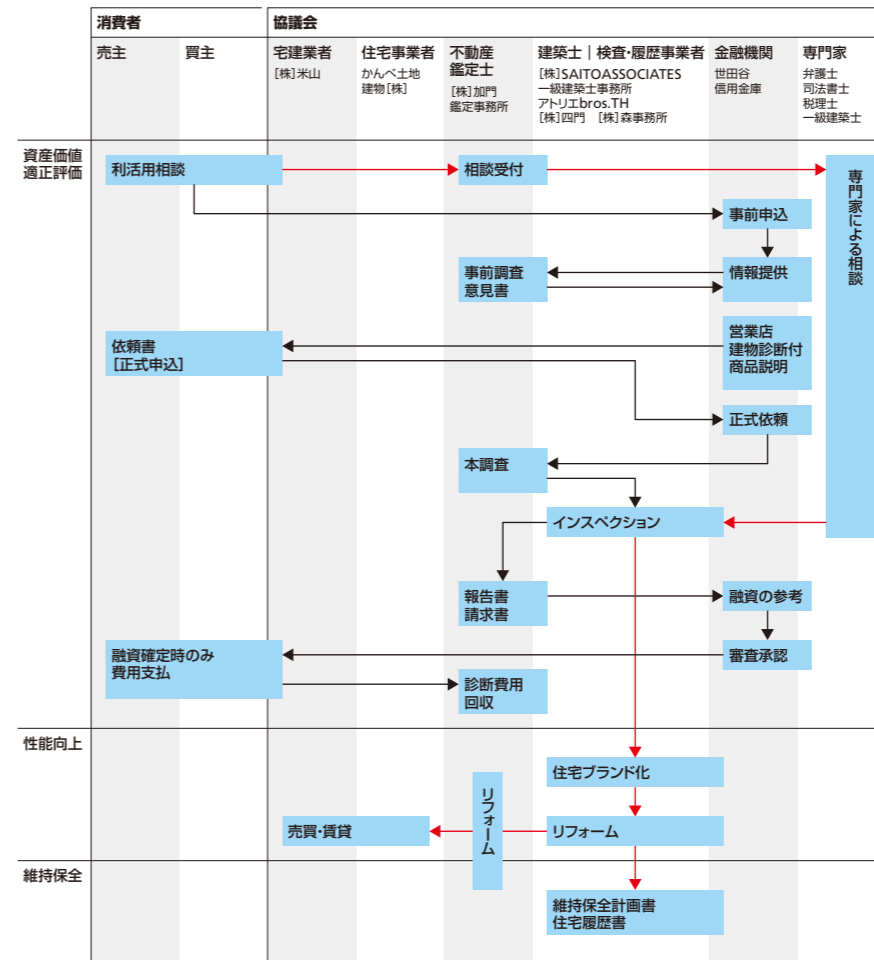 消費者
協議会
売主
買主
宅建業者
[株]米山
住宅事業者
かんべ土地
建物[株]
不動産
鑑定士
[株]加門
鑑定事務所
建築士｜検査・履歴事業者
[株]SAITOASSOCIATES
一級建築士事務所
アトリエbros.TH
[株]四門 [株]森事務所
金融機関
世田谷
信用金庫
専門家
弁護士
司法書士
税理士
一級建築士
資産価値
適正評価
利活用相談
相談受付
専門家による相談
事前申込
事前調査
意見書
情報提供
営業店
建物診断付
商品説明
依頼書
[正式申込]
正式依頼
本調査
インスペクション
報告書
請求書
融資の参考
融資確定時のみ
費用支払
審査承認
診断費用
回収
性能向上
住宅ブランド化
リフォーム
売買・賃貸
リフォーム
維持保全
維持保全計画書
住宅履歴書